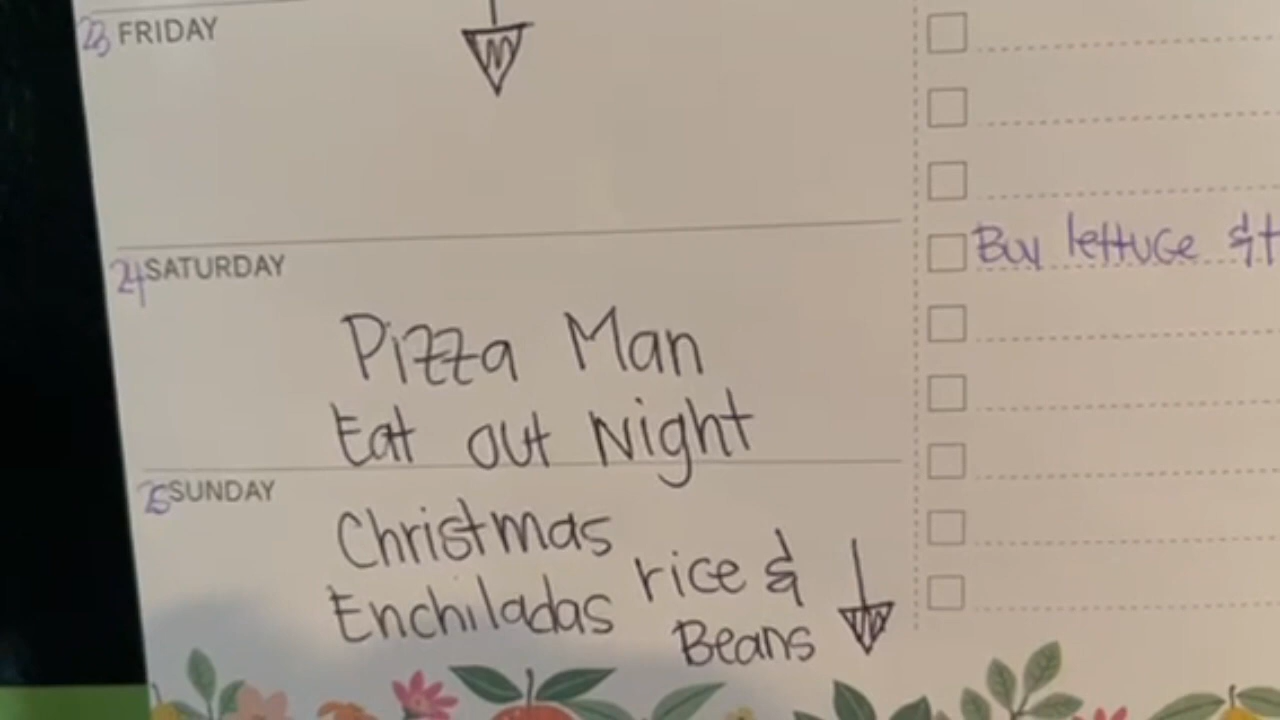 23 FRIDAY
24 SATURDAY
Pizza Man
Eat out Night
25 SUNDAY
Christmas
Enchiladas rice &
Beans
Buy lettuce &